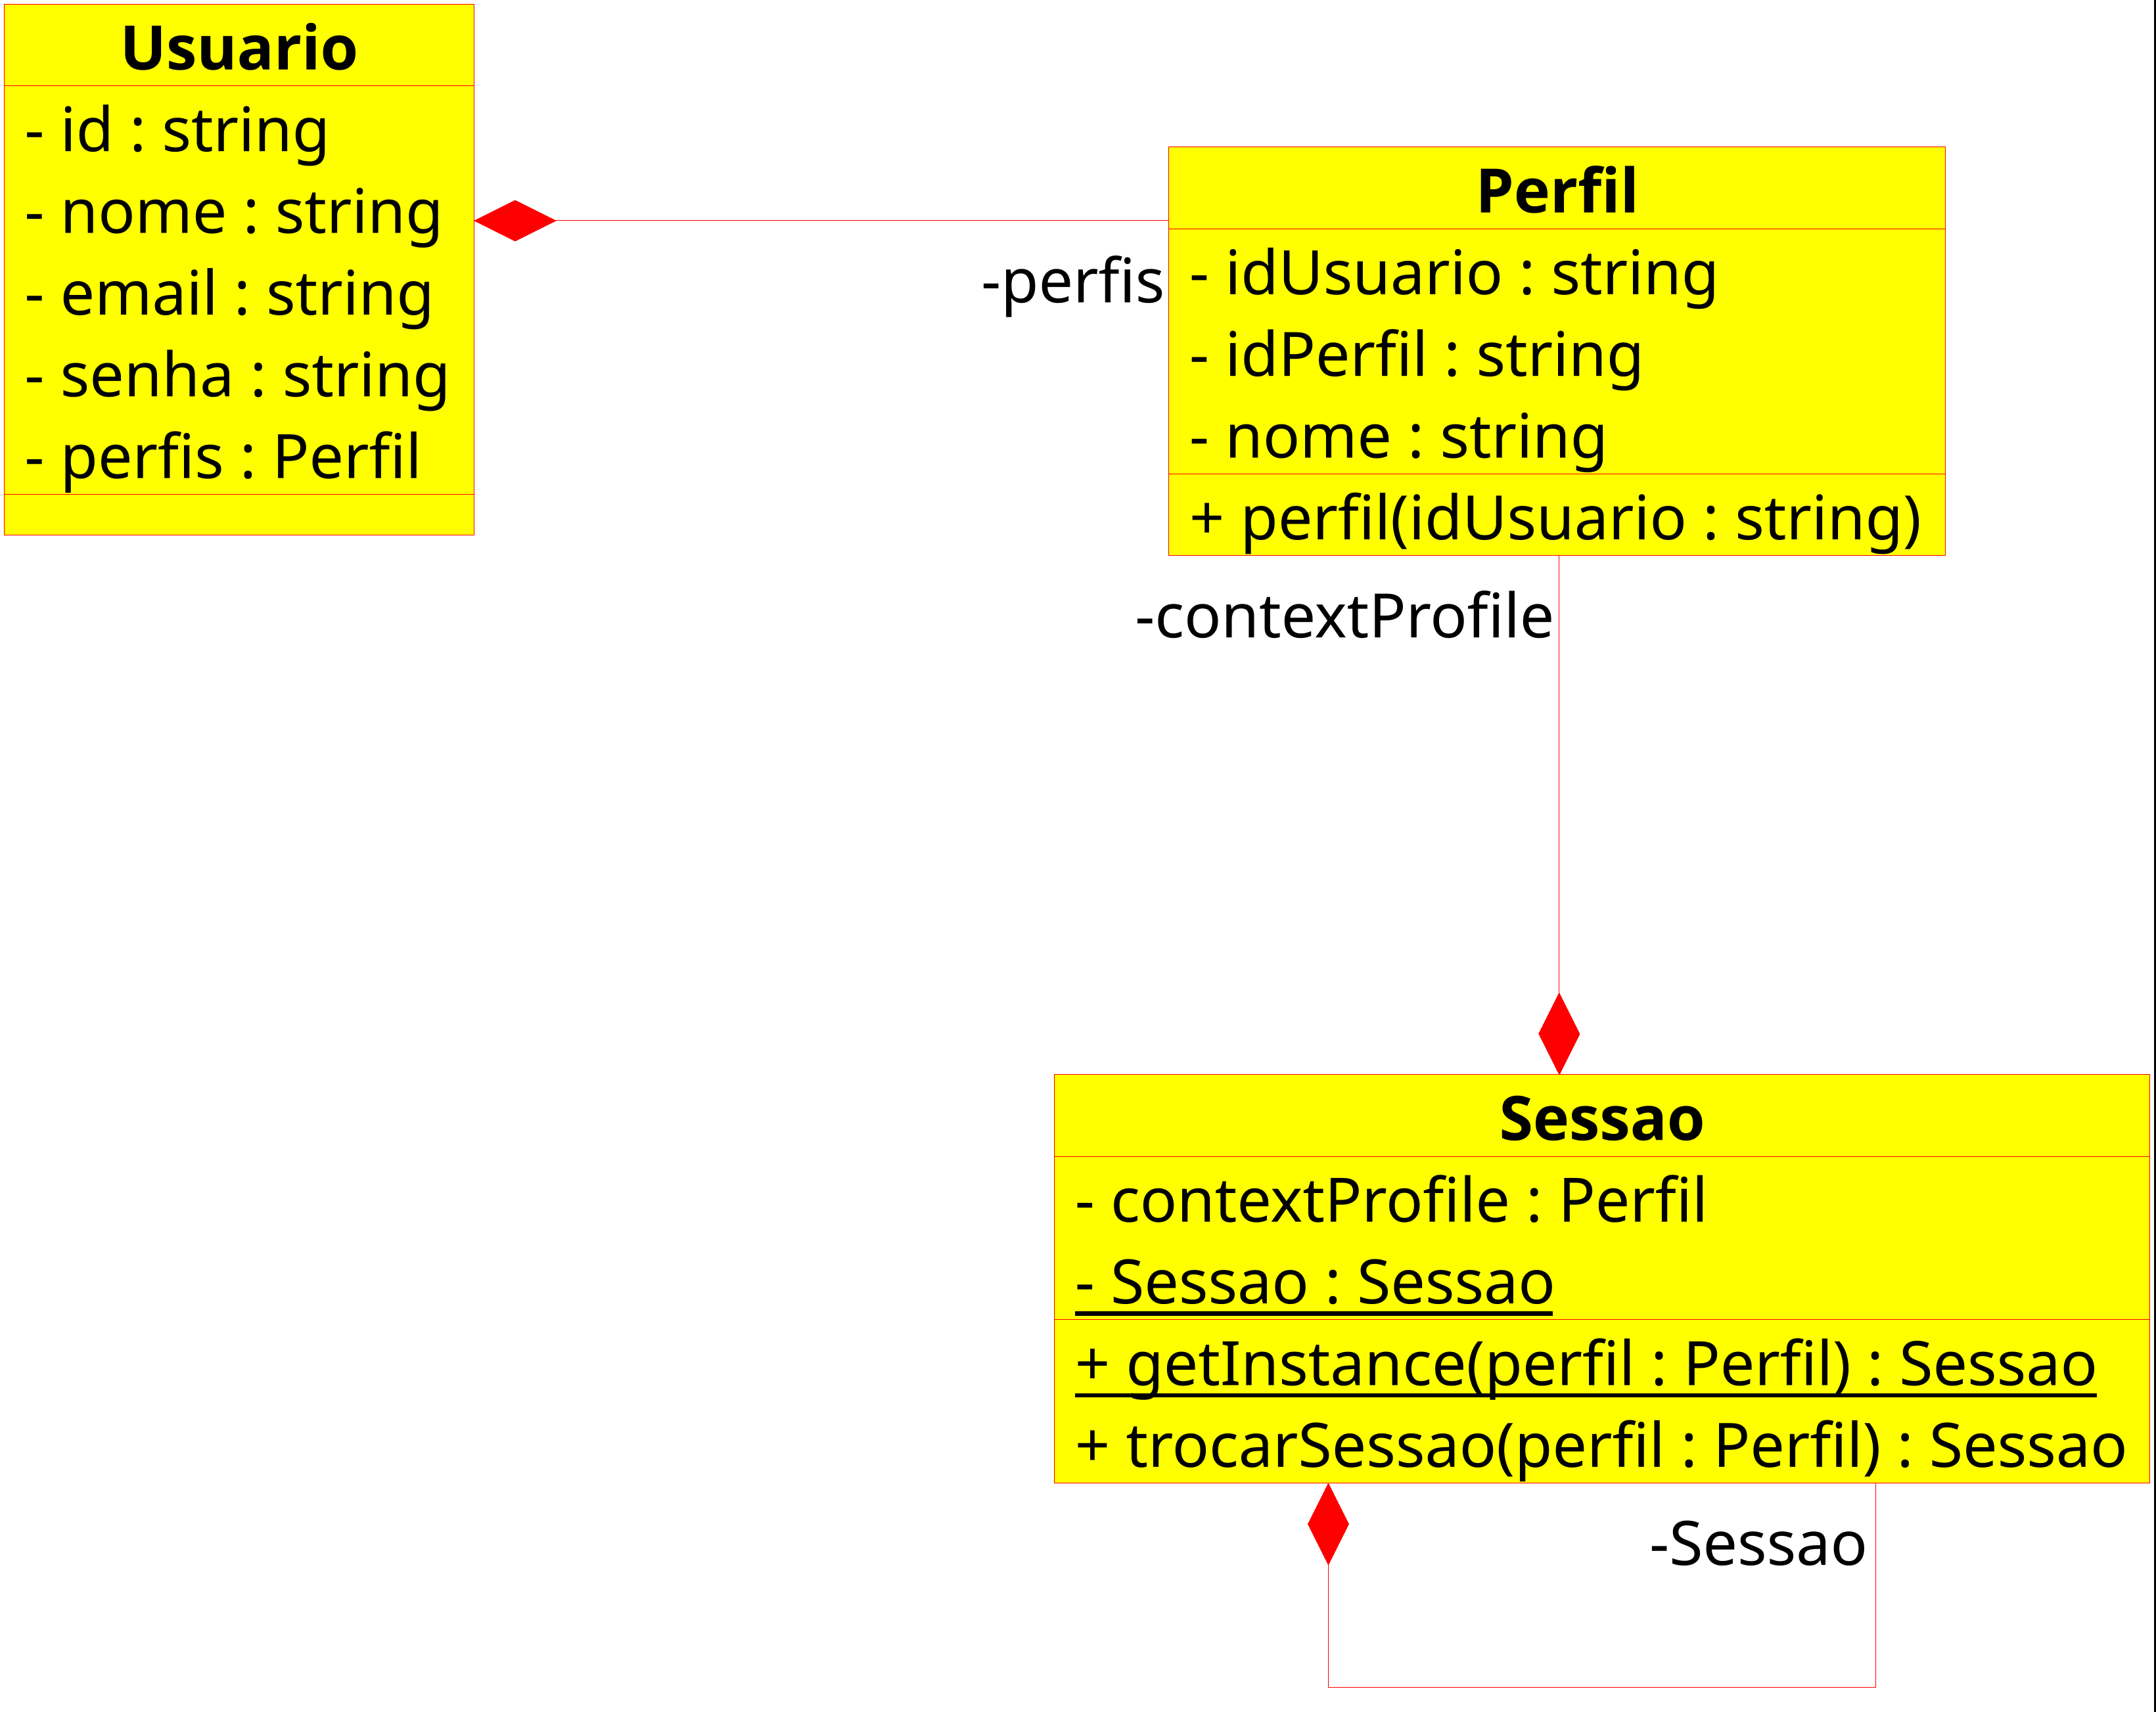 Usuario
- id : string
- nome : string
- email : string
- senha : string
- perfis : Perfil
-perfis
Perfil
- idUsuario : string
- idPerfil : string
- nome : string
+ perfil(idUsuario : string)
-contextProfile
Sessao
- contextProfile : Perfil
- Sessao : Sessao
+ getInstance(perfil : Perfil) : Sessao
+ trocarSessao(perfil : Perfil) : Sessao
-Sessao